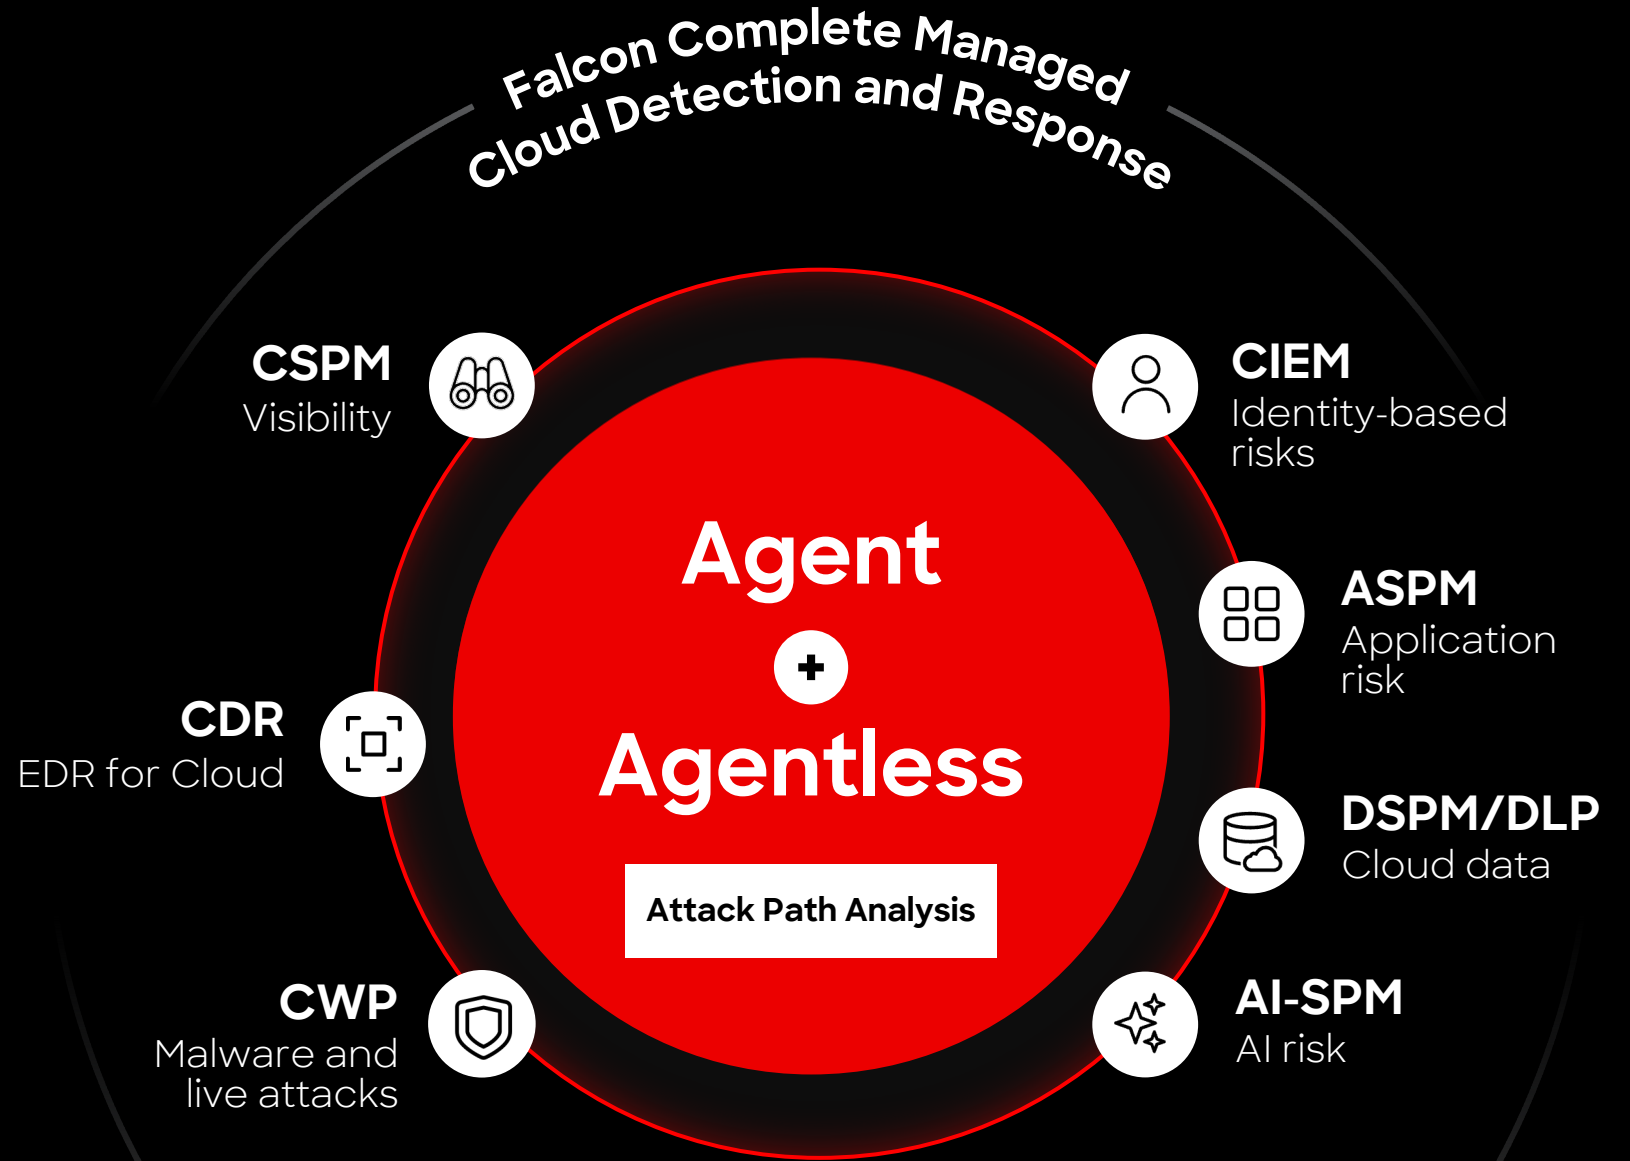 Falcon Complete Managed
Cloud Detection and Response
CSPM
Visibility
CDR
EDR for Cloud
CWP
Malware and
live attacks
Agent
+
Agentless
Attack Path Analysis
CIEM
Identity-based
risks
ASPM
Application
risk
DSPM/DLP
Cloud data
AI-SPM
AI risk